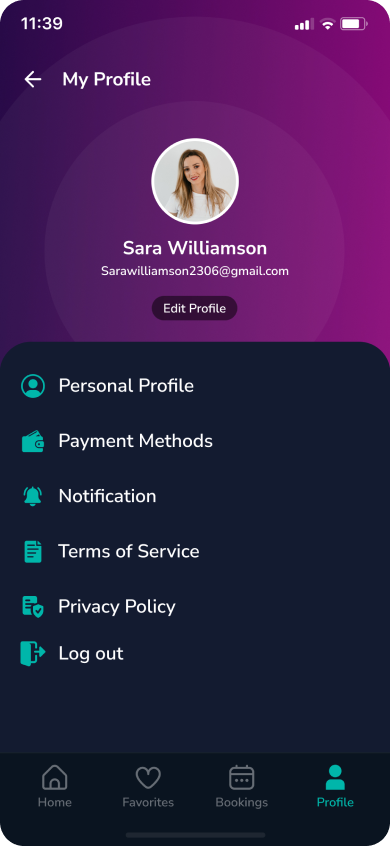 11:39
My Profile
Sara Williamson
Sarawilliamson2306@gmail.com
Edit Profile
Personal Profile
Payment Methods
Notification
Terms of Service
Privacy Policy
Log out
Home Favorites Bookings Profile